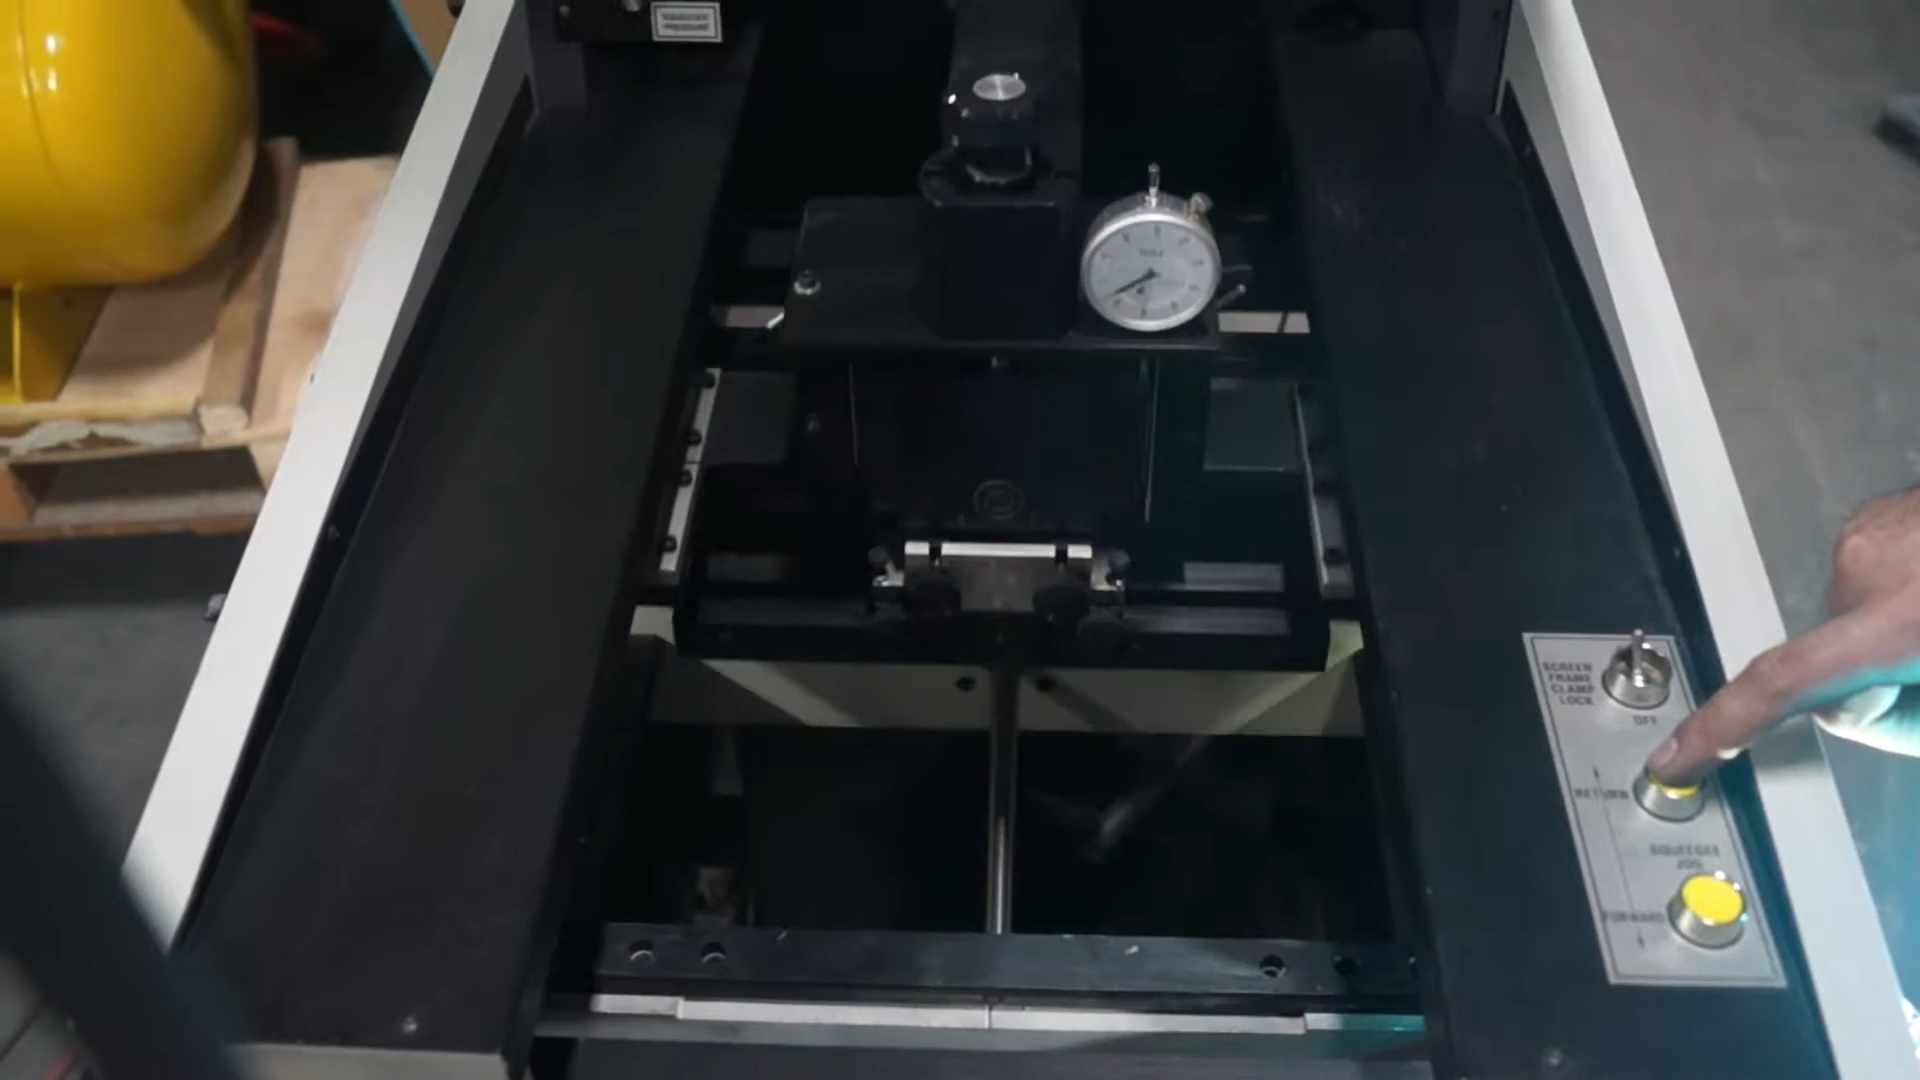 SCREEN
FRAME
CLAMP
LOCK
OFF
RETURN
SQUEEGEE
JOG
FORWARD